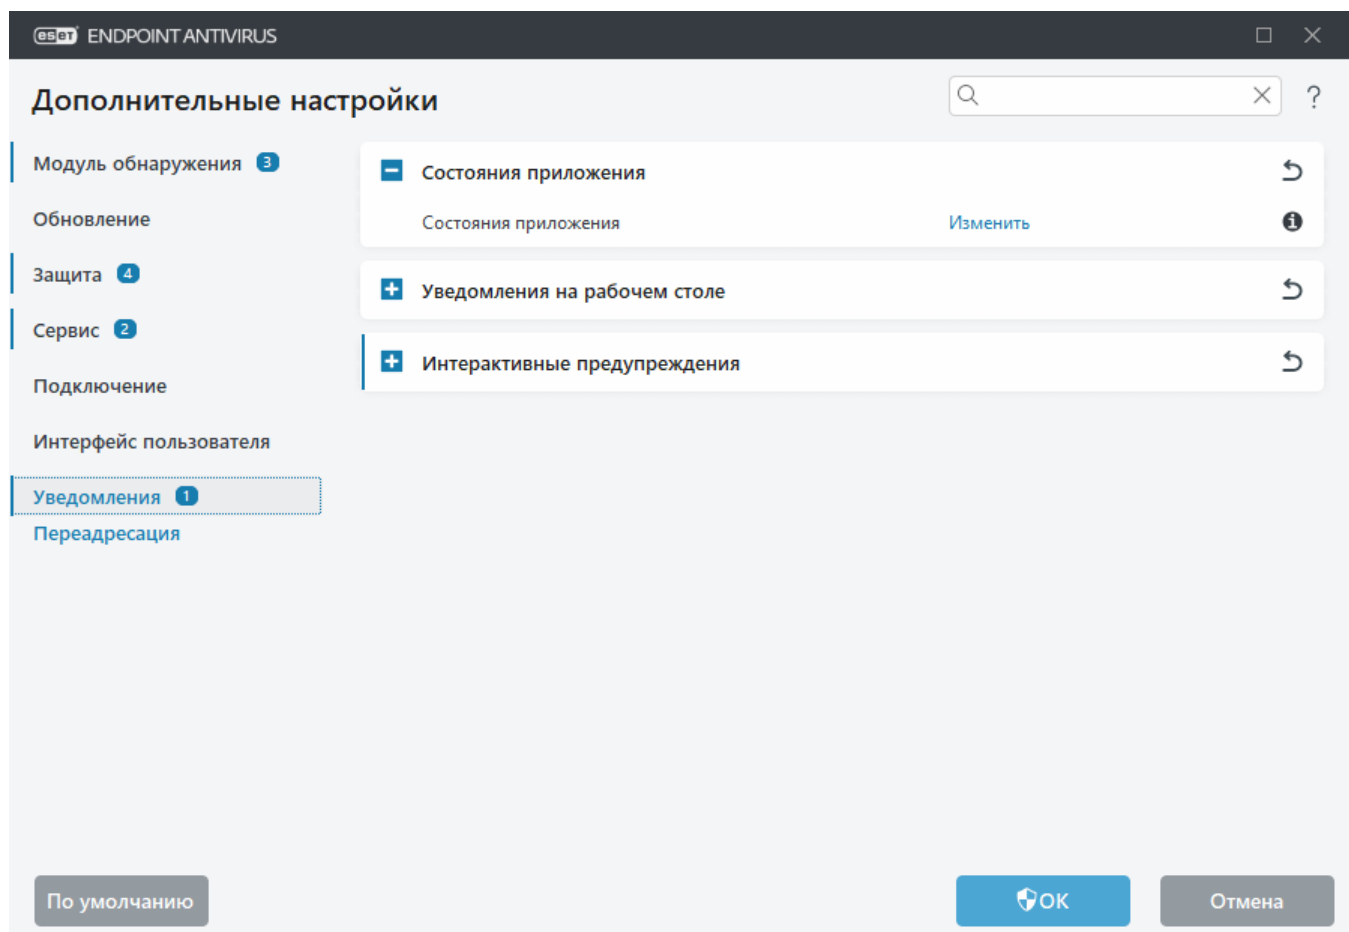 eset ENDPOINT ANTIVIRUS
Дополнительные настройки
?
Модуль обнаружения 3
Обновление
Защита 4
Сервис 2
Подключение
Интерфейс пользователя
Уведомления 1
Переадресация
Состояния приложения
Состояния приложения Изменить
Уведомления на рабочем столе
Интерактивные предупреждения
По умолчанию
ОК
Отмена